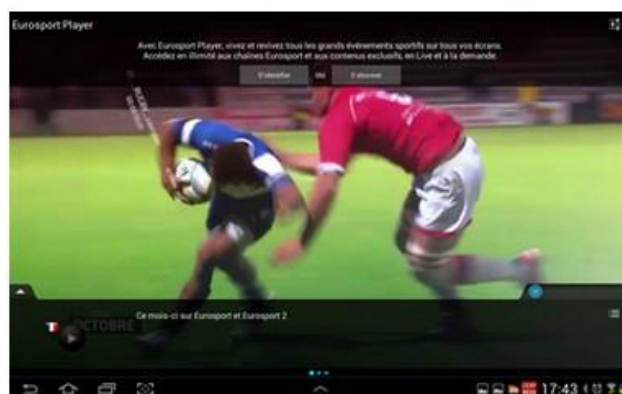 Eurosport Player
Avec Eurosport Player, vivez et revivez tous les grands événements sportifs sur tous vos écrans.
Accédez en illimité aux chaînes Eurosport et aux contenus exclusifs, en Live et à la demande.
S'identifier ou S'abonner
Ce mois-ci sur Eurosport et Eurosport 2
OCTOBRE
17:43